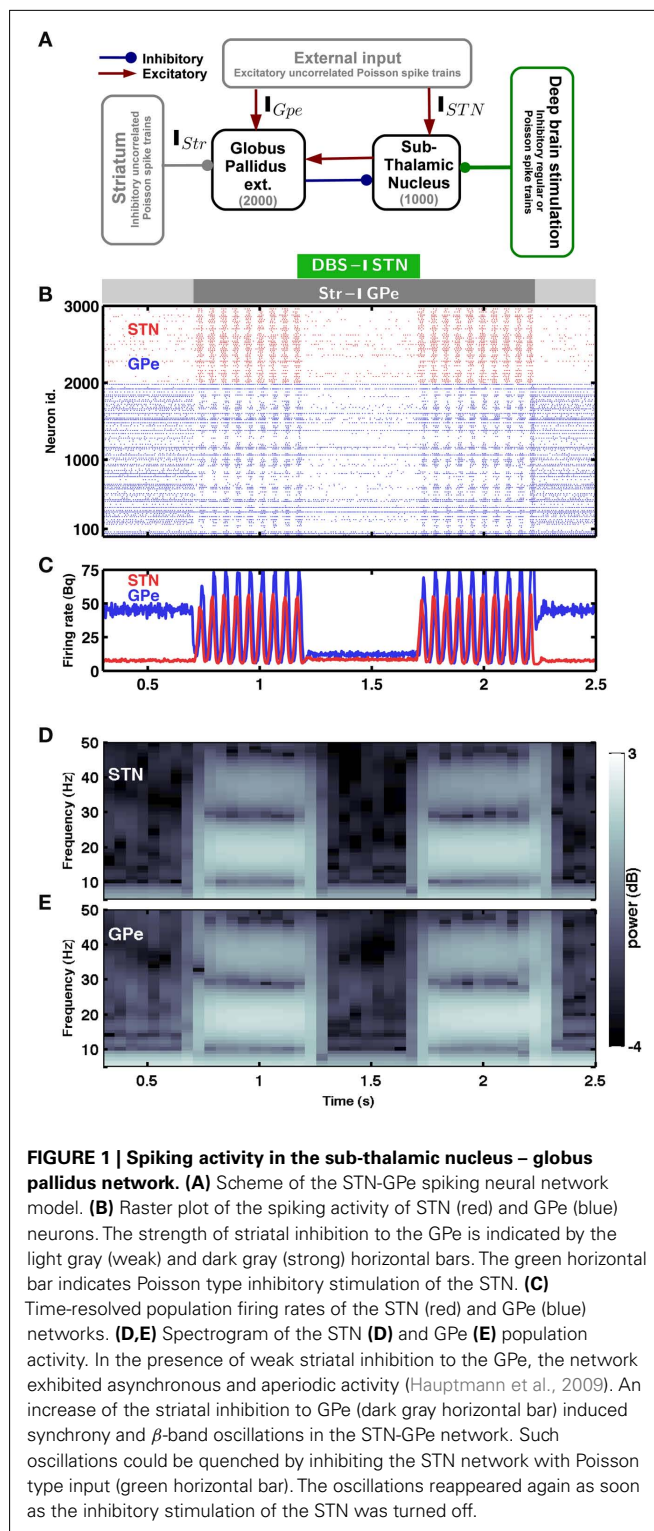 A
Inhibitory
Excitatory
External input
Excitatory uncorrelated Poisson spike trains
I_Gpe
I_STN
I_Str
Striatum
Inhibitory uncorrelated
Poisson spike trains
Globus
Pallidus
ext.
(2000)
Sub-
Thalamic
Nucleus
(1000)
Deep brain stimulation
Inhibitory regular or
Poisson spike trains
DBS–I STN
Str–I GPe
B
3000
2000
1000
100
Neuron id.
STN
GPe
C
75
50
25
0
Firing rate (Bq)
STN
GPe
0.5
1
1.5
2
2.5
D
50
40
30
20
10
Frequency (Hz)
STN
E
50
40
30
20
10
Frequency (Hz)
GPe
3
power (dB)
-4
0.5
1
1.5
2
2.5
Time (s)
FIGURE 1 | Spiking activity in the sub-thalamic nucleus – globus
pallidus network. (A) Scheme of the STN-GPe spiking neural network
model. (B) Raster plot of the spiking activity of STN (red) and GPe (blue)
neurons. The strength of striatal inhibition to the GPe is indicated by the
light gray (weak) and dark gray (strong) horizontal bars. The green horizontal
bar indicates Poisson type inhibitory stimulation of the STN. (C)
Time-resolved population firing rates of the STN (red) and GPe (blue)
networks. (D,E) Spectrogram of the STN (D) and GPe (E) population
activity. In the presence of weak striatal inhibition to the GPe, the network
exhibited asynchronous and aperiodic activity (Hauptmann et al., 2009). An
increase of the striatal inhibition to GPe (dark gray horizontal bar) induced
synchrony and β-band oscillations in the STN-GPe network. Such
oscillations could be quenched by inhibiting the STN network with Poisson
type input (green horizontal bar). The oscillations reappeared again as soon
as the inhibitory stimulation of the STN was turned off.